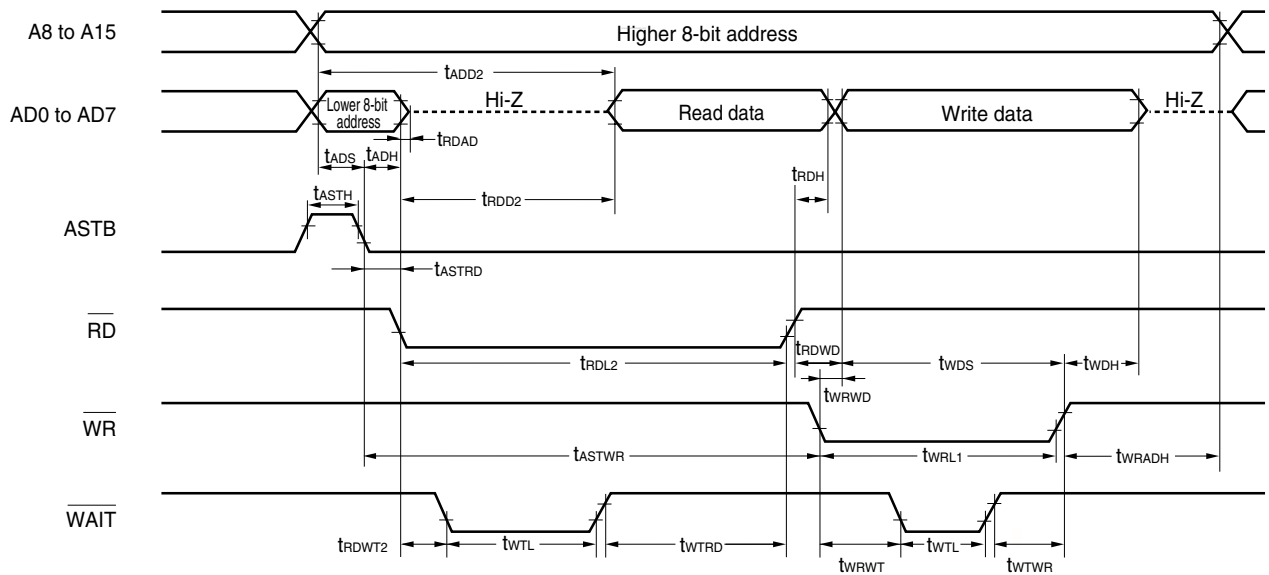 A8 to A15
Higher 8-bit address
tADD2
AD0 to AD7
Lower 8-bit
address
Hi-Z
Read data
Write data
Hi-Z
tRDAD
tADS
tADH
tRDH
tASTH
tRDD2
ASTB
tASTRD
RD
tRDL2
tRDWD
tWDS
tWDH
tWRWD
WR
tASTWR
tWRL1
tWRADH
WAIT
tRDWT2
tWTL
tWTRD
tWRWT
tWTL
tWTWR